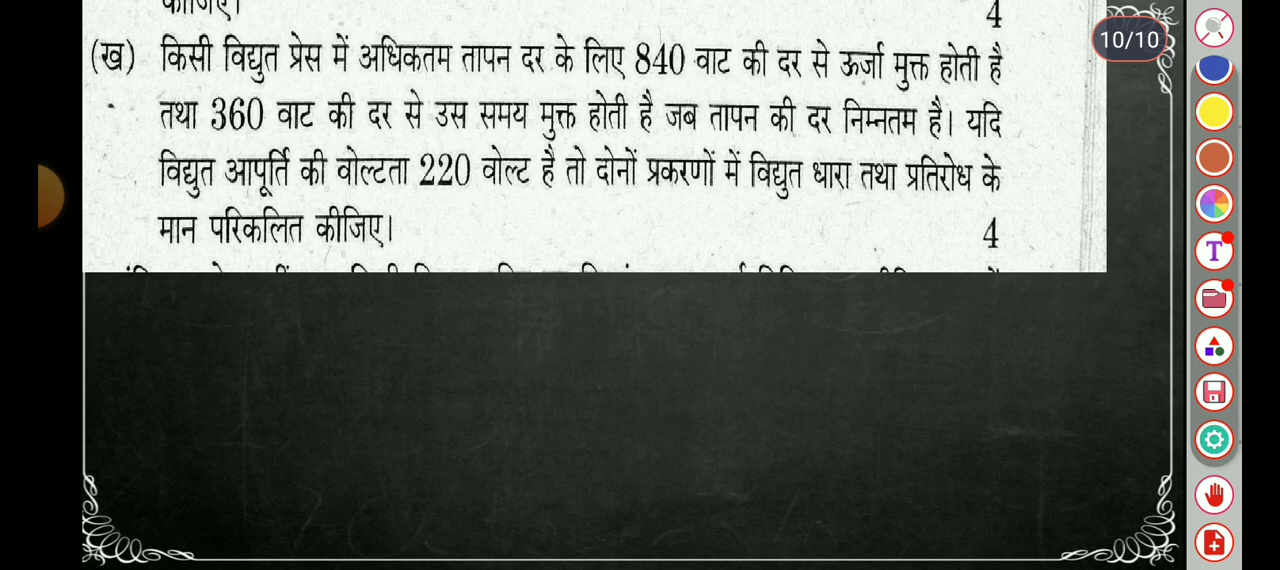 4
10/10
(ख) किसी विद्युत प्रेस में अधिकतम तापन दर के लिए 840 वाट की दर से ऊर्जा मुक्त होती है
तथा 360 वाट की दर से उस समय मुक्त होती है जब तापन की दर निम्नतम है। यदि
विद्युत आपूर्ति की वोल्टता 220 वोल्ट है तो दोनों प्रकरणों में विद्युत धारा तथा प्रतिरोध के
मान परिकलित कीजिए। 4
T